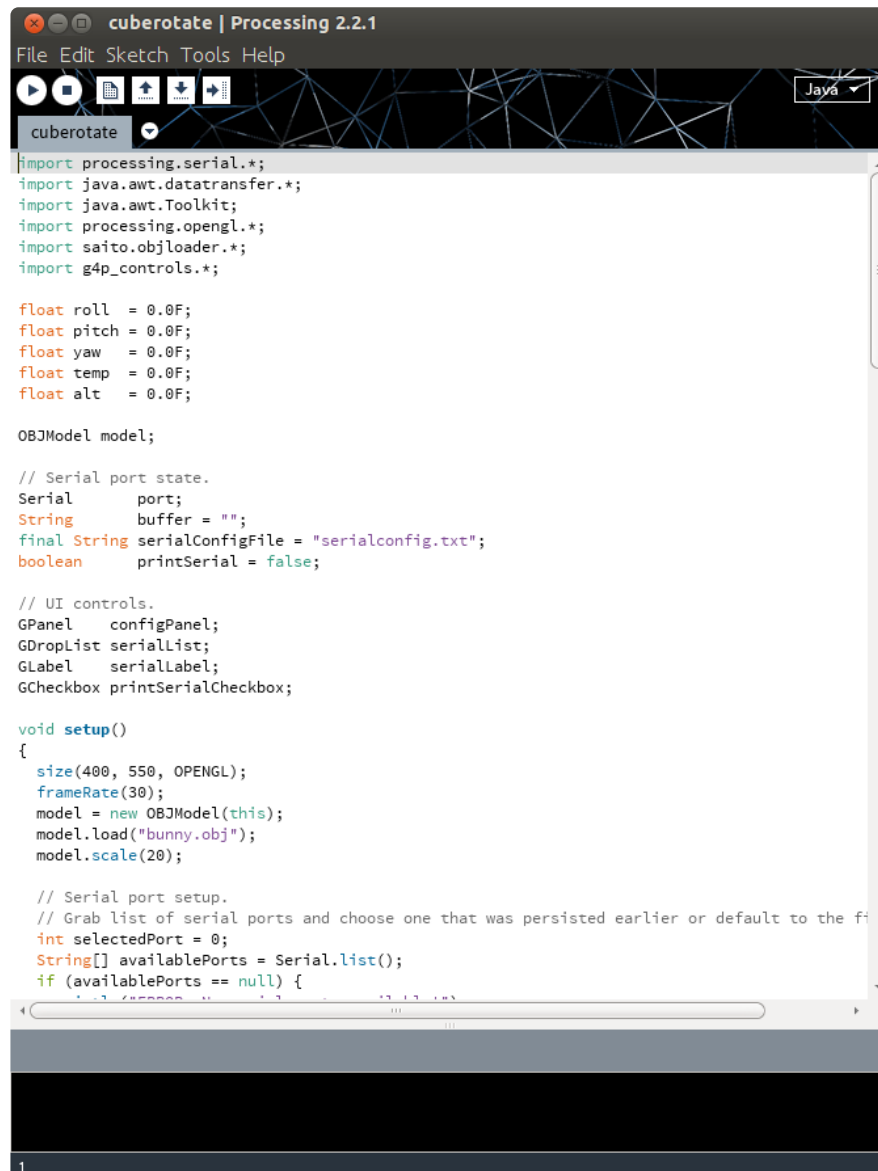 cuberotate | Processing 2.2.1
File Edit Sketch Tools Help
Java
cuberotate
import processing.serial.*;
import java.awt.datatransfer.*;
import java.awt.Toolkit;
import processing.opengl.*;
import saito.objloader.*;
import g4p_controls.*;
float roll  = 0.0F;
float pitch = 0.0F;
float yaw   = 0.0F;
float temp  = 0.0F;
float alt   = 0.0F;
OBJModel model;
// Serial port state.
Serial       port;
String       buffer = "";
final String serialConfigFile = "serialconfig.txt";
boolean      printSerial = false;
// UI controls.
GPanel    configPanel;
GDropList serialList;
GLabel    serialLabel;
GCheckbox printSerialCheckbox;
void setup()
{
  size(400, 550, OPENGL);
  frameRate(30);
  model = new OBJModel(this);
  model.load("bunny.obj");
  model.scale(20);
  // Serial port setup.
  // Grab list of serial ports and choose one that was persisted earlier or default to the
  int selectedPort = 0;
  String[] availablePorts = Serial.list();
  if (availablePorts == null) {
1